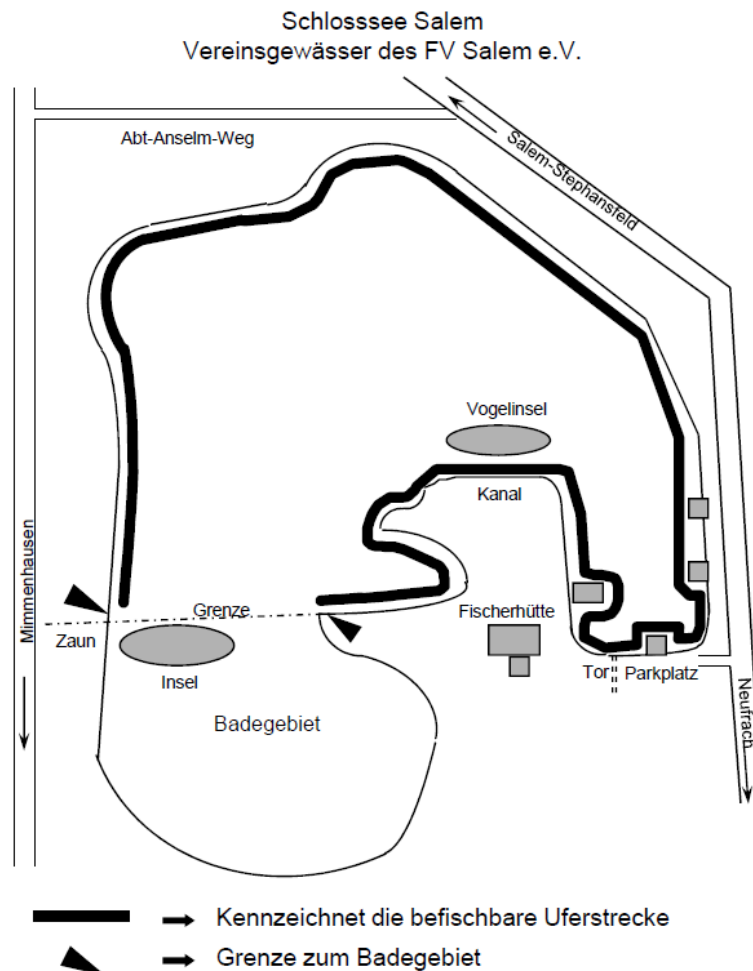 Schlosssee Salem
Vereinsgewässer des FV Salem e.V.
Abt-Anselm-Weg
Salem-Stephansfeld
Vogelinsel
Kanal
Mimmenhausen
Grenze
Fischerhütte
Zaun
Insel
Tor
Parkplatz
Neufrach
Badegebiet
Kennzeichnet die befischbare Uferstrecke
Grenze zum Badegebiet